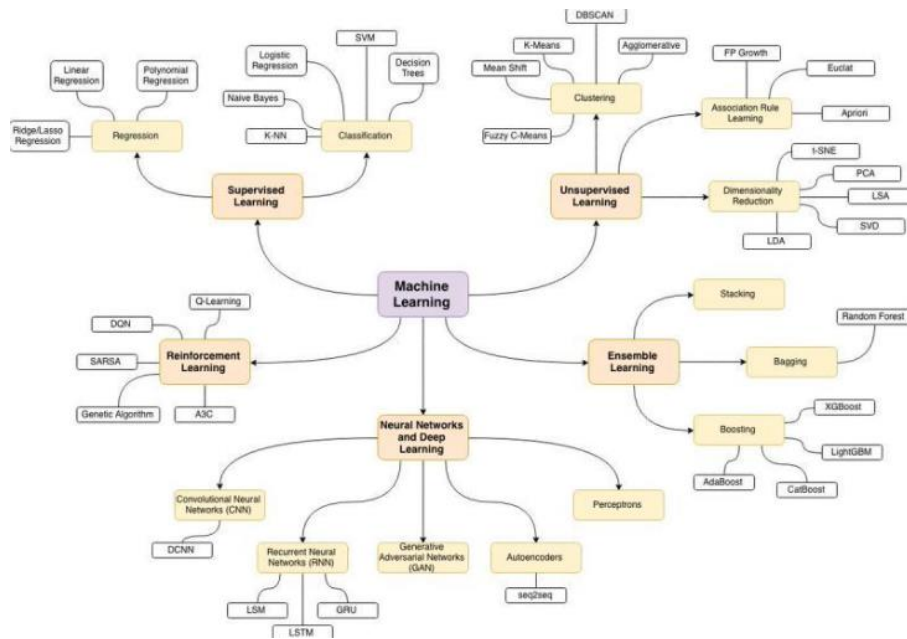 DBSCAN
SVM
K-Means
Agglomerative
FP Growth
Logistic
Regression
Linear
Regression
Polynomial
Regression
Decision
Trees
Mean Shift
Euclat
Clustering
Naive Bayes
Association Rule
Learning
Apriori
Ridge/Lasso
Regression
Regression
K-NN
Classification
Fuzzy C-Means
t-SNE
PCA
Supervised
Learning
Unsupervised
Learning
Dimensionality
Reduction
LSA
SVD
LDA
Machine
Learning
Stacking
Q-Learning
Random Forest
DQN
SARSA
Reinforcement
Learning
Ensemble
Learning
Bagging
Genetic Algorithm
A3C
XGBoost
Neural Networks
and Deep
Learning
Boosting
LightGBM
AdaBoost
CatBoost
Convolutional Neural
Networks (CNN)
Perceptrons
DCNN
Recurrent Neural
Networks (RNN)
Generative
Adversarial Networks
(GAN)
Autoencoders
seq2seq
LSM
GRU
LSTM